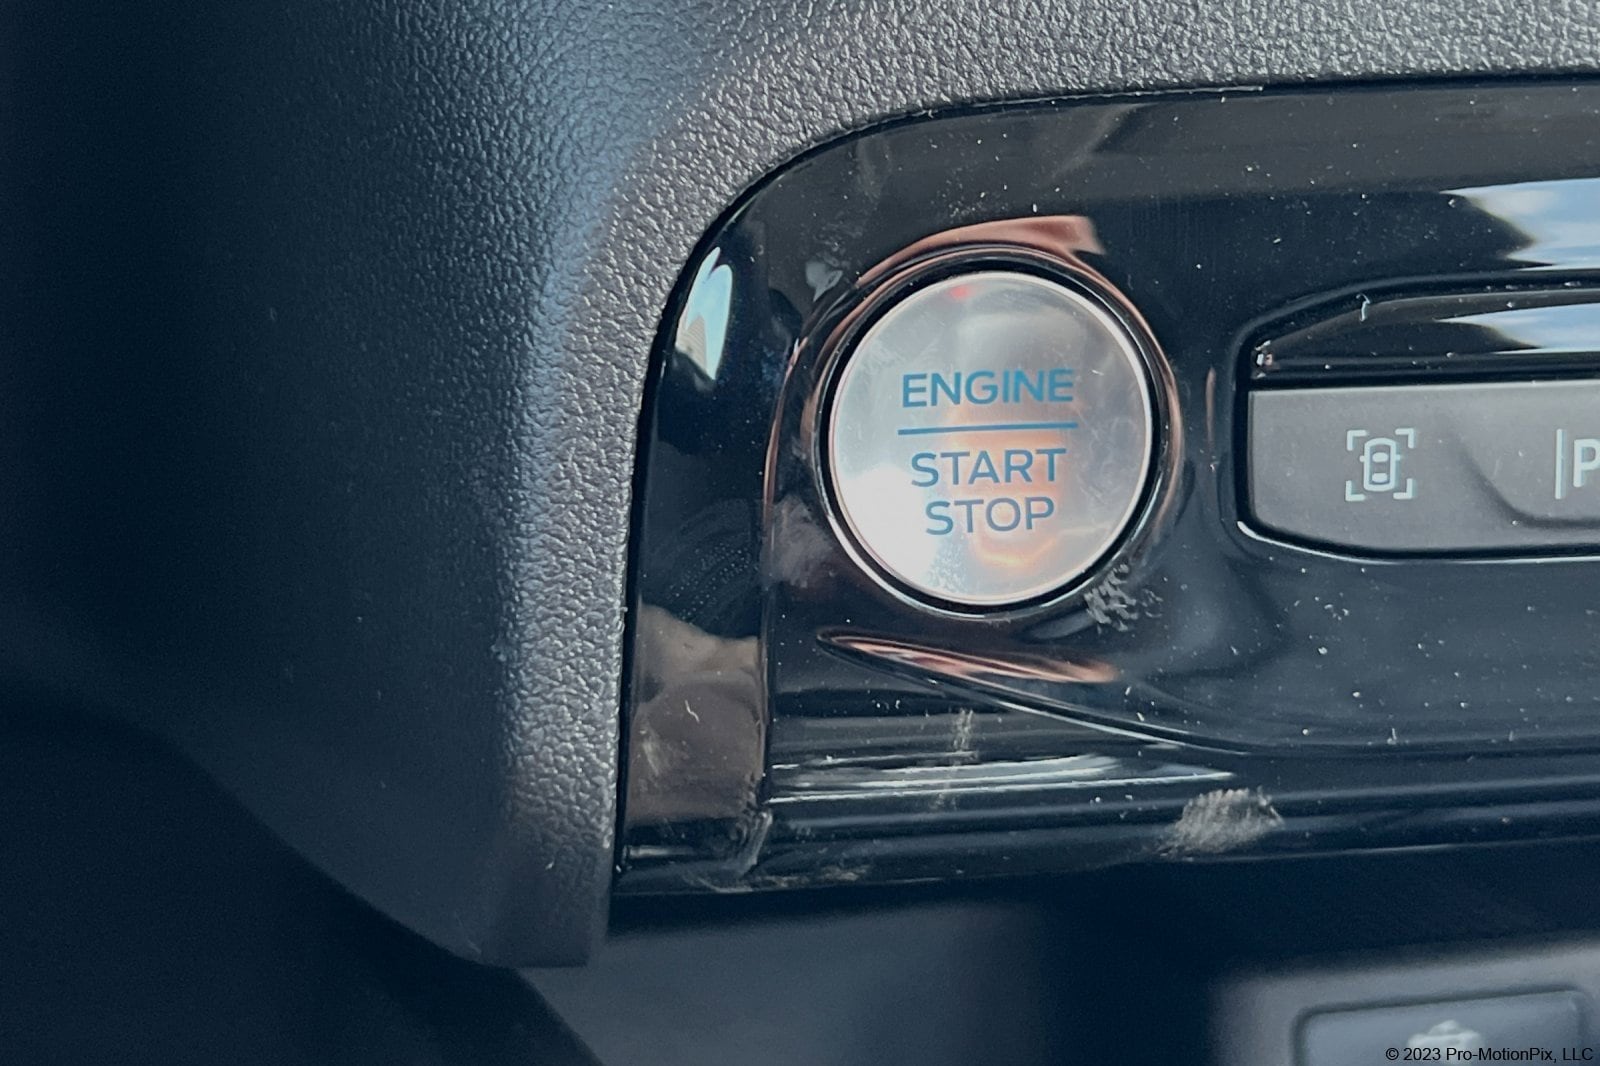 ENGINE
START
STOP
P
© 2023 Pro-MotionPix, LLC